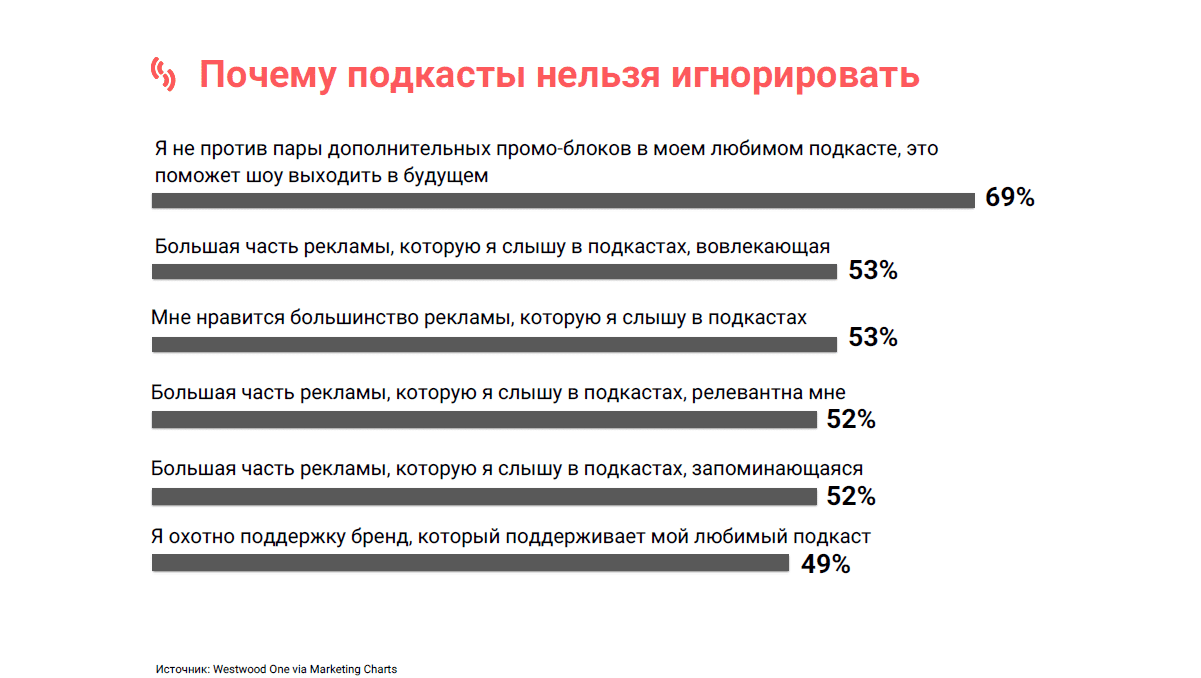 Почему подкасты нельзя игнорировать
Я не против пары дополнительных промо-блоков в моем любимом подкасте, это
поможет шоу выходить в будущем
69%
Большая часть рекламы, которую я слышу в подкастах, вовлекающая
53%
Мне нравится большинство рекламы, которую я слышу в подкастах
53%
Большая часть рекламы, которую я слышу в подкастах, релевантна мне
52%
Большая часть рекламы, которую я слышу в подкастах, запоминающаяся
52%
Я охотно поддержку бренд, который поддерживает мой любимый подкаст
49%
Источник: Westwood One via Marketing Charts